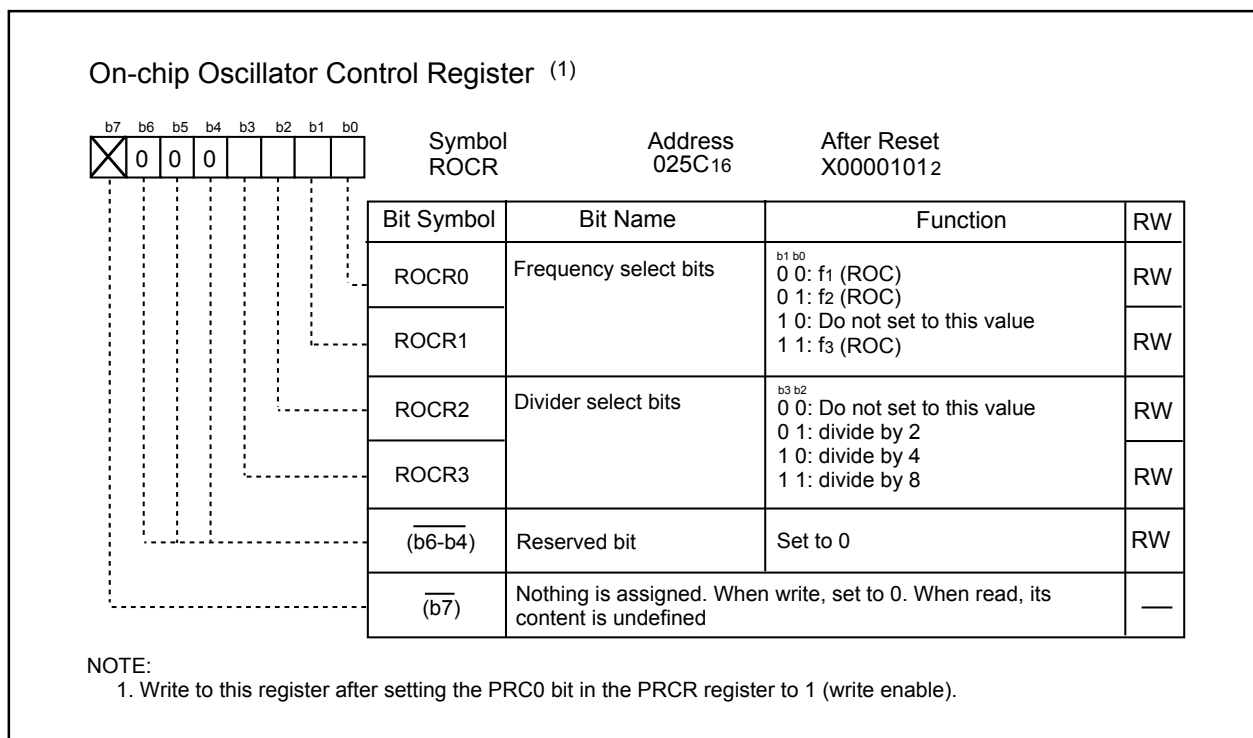 On-chip Oscillator Control Register (1)
b7 b6 b5 b4 b3 b2 b1 b0
0 0 0
Symbol Address After Reset
ROCR 025C16 X00001012
Bit Symbol Bit Name Function RW
ROCR0 Frequency select bits RW
b1 b0
0 0: f1 (ROC)
0 1: f2 (ROC)
1 0: Do not set to this value
1 1: f3 (ROC)
ROCR1 RW
ROCR2 Divider select bits RW
b3 b2
0 0: Do not set to this value
0 1: divide by 2
1 0: divide by 4
1 1: divide by 8
ROCR3 RW
(b6-b4) Reserved bit Set to 0 RW
(b7) Nothing is assigned. When write, set to 0. When read, its
content is undefined —
NOTE:
1. Write to this register after setting the PRC0 bit in the PRCR register to 1 (write enable).